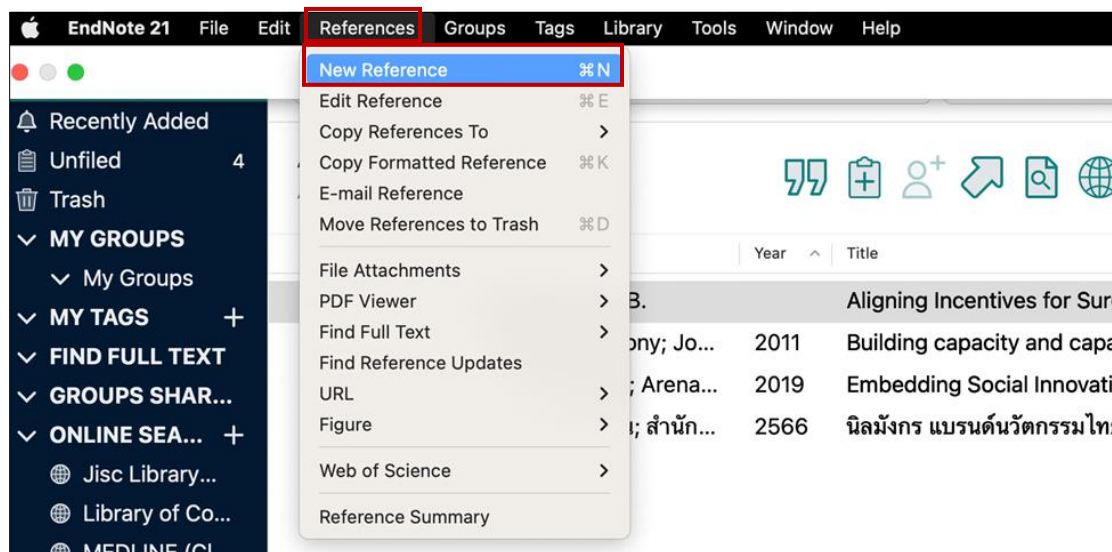 EndNote 21 File Edit References Groups Tags Library Tools Window Help
New Reference ⌘ N
Edit Reference ⌘ E
Copy References To
Copy Formatted Reference ⌘ K
E-mail Reference
Move References to Trash ⌘ D
File Attachments
PDF Viewer
Find Full Text
Find Reference Updates
URL
Figure
Web of Science
Reference Summary
Recently Added
Unfiled 4
Trash
MY GROUPS
My Groups
MY TAGS +
FIND FULL TEXT
GROUPS SHAR...
ONLINE SEA... +
Jisc Library...
Library of Co...
MEDLINE (Cl
Year Title
B. Aligning Incentives for Sur
ony; Jo... 2011 Building capacity and capa
; Arena... 2019 Embedding Social Innovati
; สำนัก... 2566 นิลมังกร แบรนด์นวัตกรรมไทย